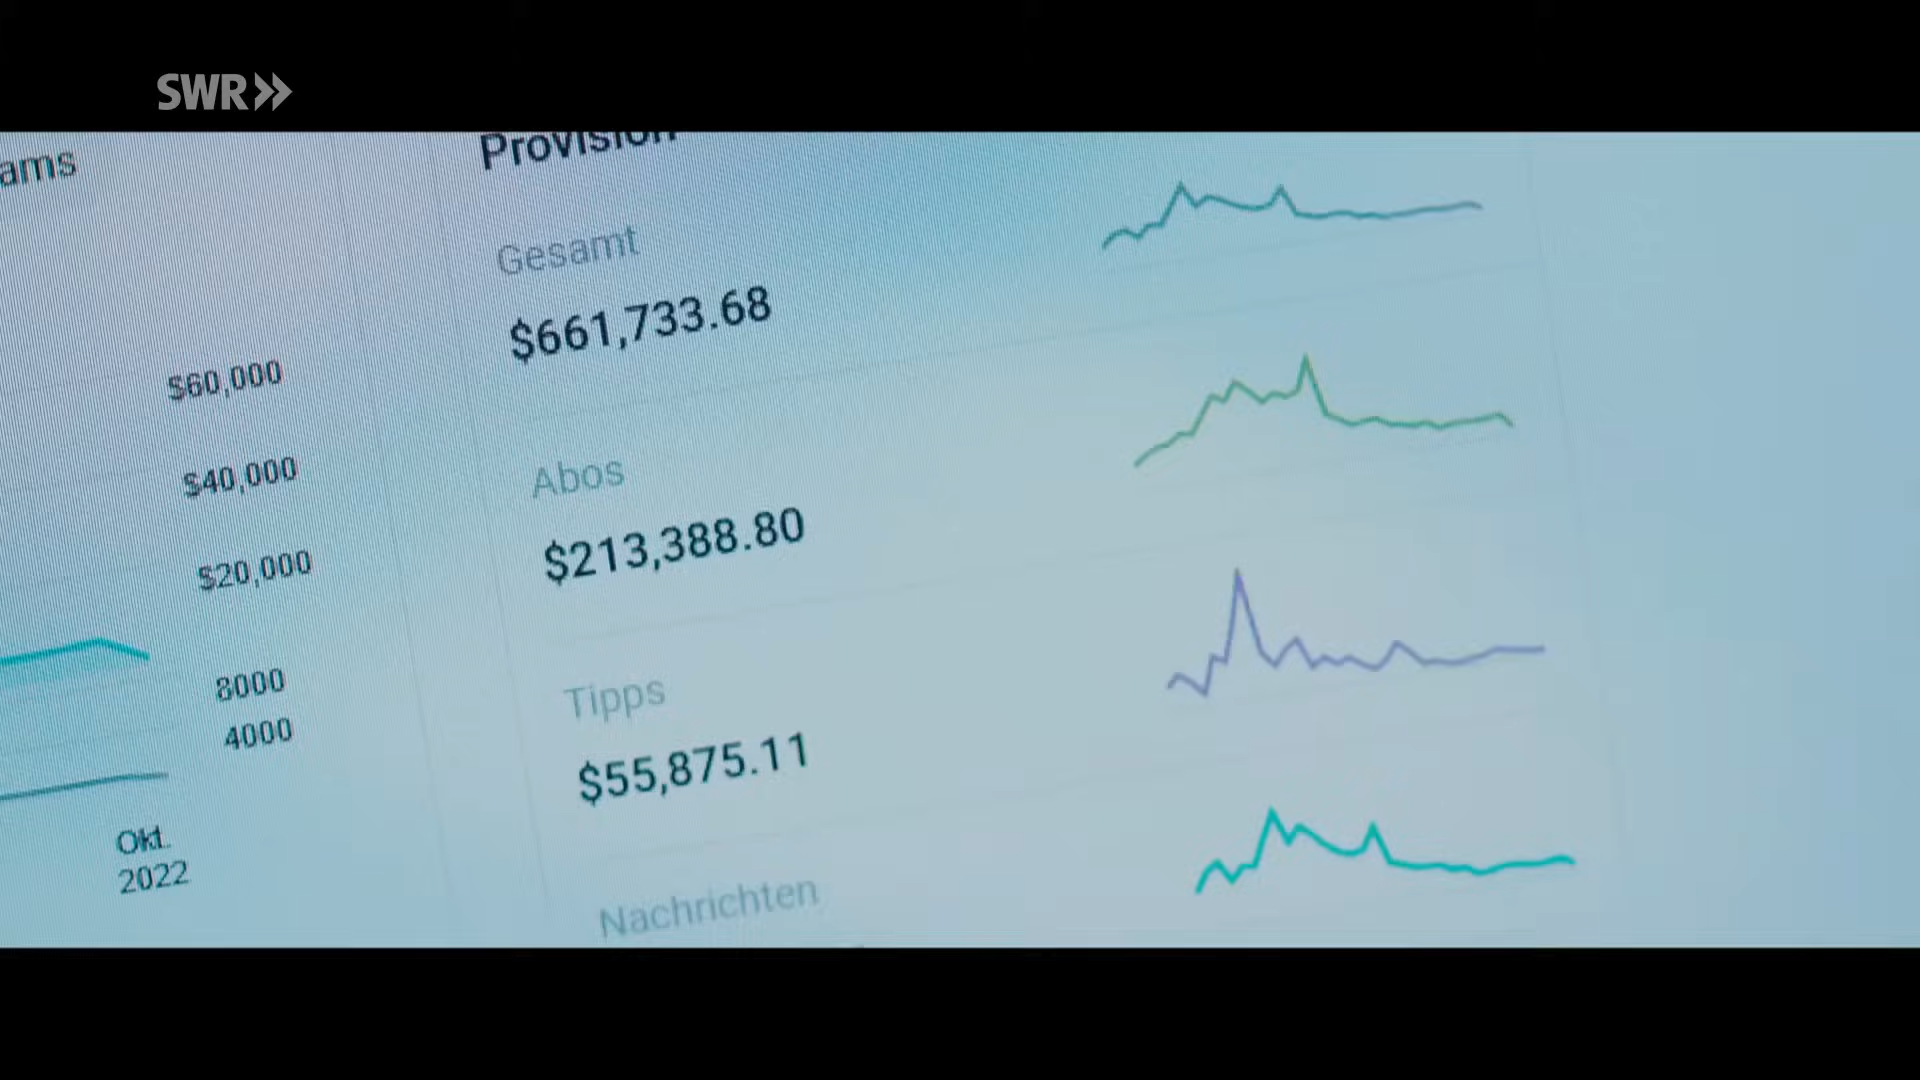 SWR
ams
Provision
Gesamt
$661,733.68
$60,000
$40,000
Abos
$213,388.80
$20,000
8000
4000
Tipps
$55,875.11
Okt.
2022
Nachrichten